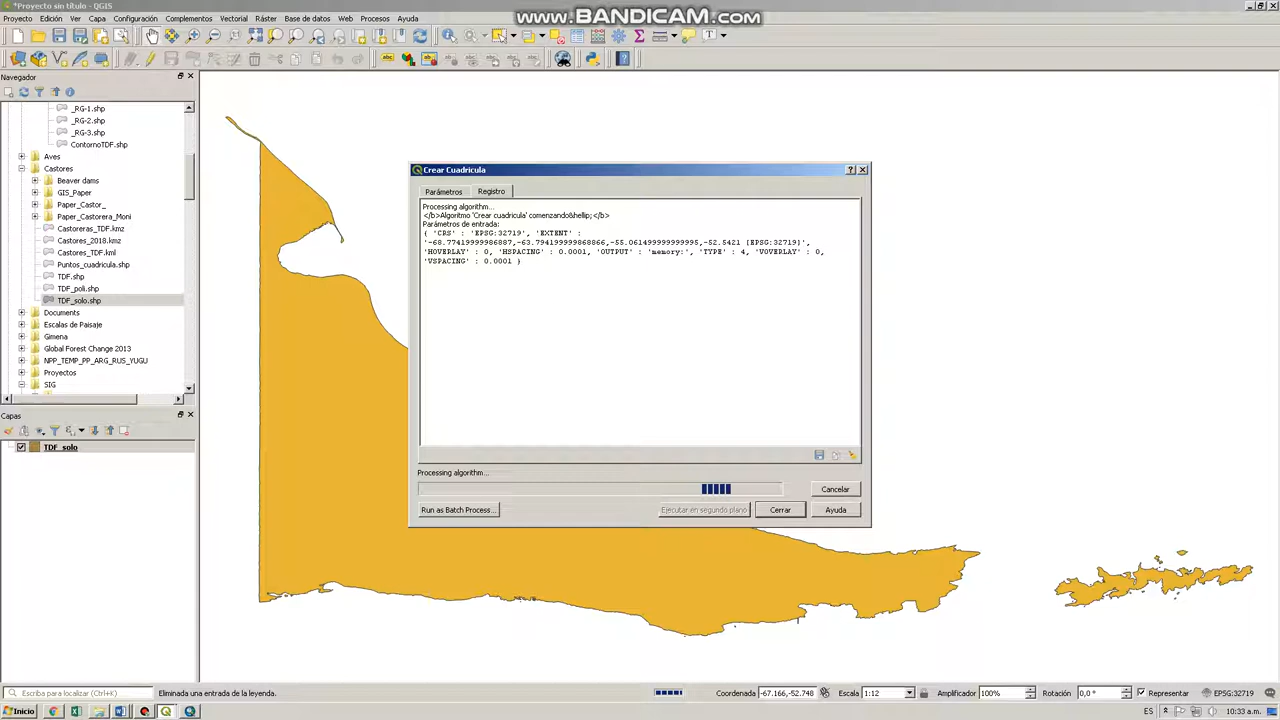 *Proyecto sin título - QGIS
www.BANDICAM.com
Proyecto Edición Ver Capa Configuración Complementos Vectorial Ráster Base de datos Web Procesos Ayuda
Navegador
_RG-1.shp
_RG-2.shp
_RG-3.shp
ContornoTDF.shp
Aves
Castores
Beaver dams
GIS_Paper
Paper_Castor_
Paper_Castorera_Moni
Castoreras_TDF.kmz
Castores_2018.kmz
Castores_TDF.kml
Puntos_cuadricula.shp
TDF.shp
TDF_poli.shp
TDF_solo.shp
Documents
Escalas de Paisaje
Gimena
Global Forest Change 2013
NPP_TEMP_PP_ARG_RUS_YUGU
Proyectos
SIG
Capas
TDF_solo
Crear Cuadrícula
Parámetros Registro
Processing algorithm...
</b>Algoritmo 'Crear cuadrícula' comenzando&hellip;</b>
Parámetros de entrada:
{ 'CRS' : 'EPSG:32719', 'EXTENT' :
'-68.77419999986887,-63.794199999868866,-55.061499999999995,-52.5421 [EPSG:32719]',
'HOVERLAY' : 0, 'HSPACING' : 0.0001, 'OUTPUT' : 'memory:', 'TYPE' : 4, 'VOVERLAY' : 0,
'VSPACING' : 0.0001 }
Processing algorithm...
Cancelar
Run as Batch Process... Ejecutar en segundo plano Cerrar Ayuda
Escriba para localizar (Ctrl+K) Eliminada una entrada de la leyenda. Coordenada -67.166,-52.748 Escala 1:12 Amplificador 100% Rotación 0,0 ° Representar EPSG:32719
Inicio ES 10:33 a.m.